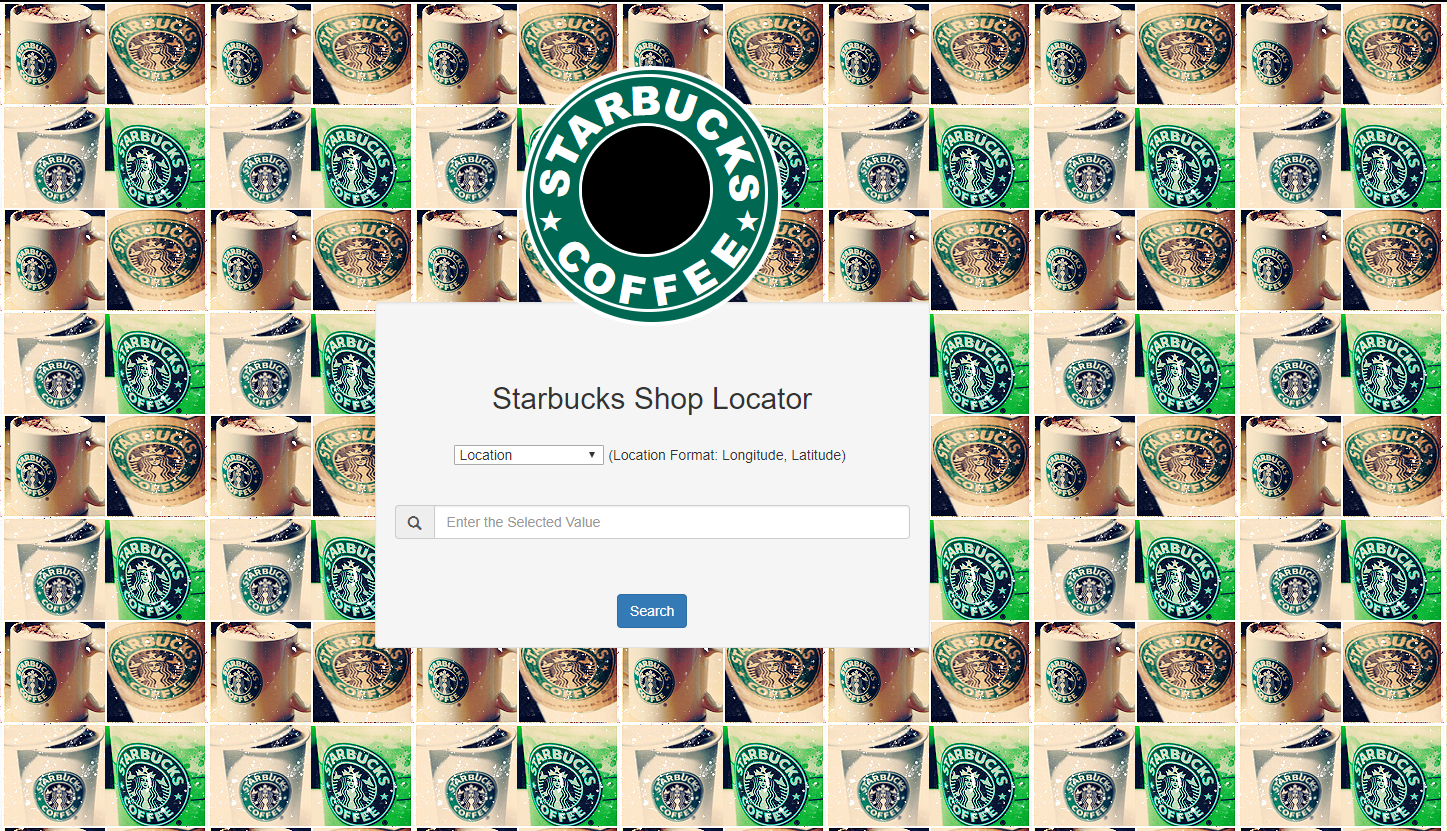 STARBUCKS
COFFEE
Starbucks Shop Locator
Location (Location Format: Longitude, Latitude)
Enter the Selected Value
Search